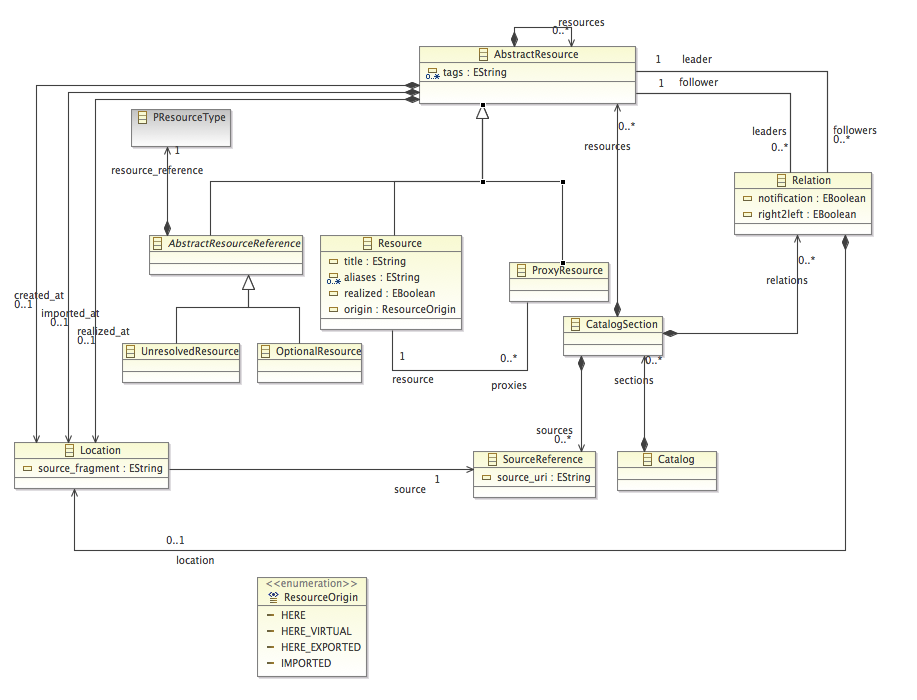 resources
0..*
AbstractResource
0..* tags : EString
1 leader
1 follower
PResourceType
1
resource_reference
0..*
resources
leaders
0..*
followers
0..*
Relation
notification : EBoolean
right2left : EBoolean
AbstractResourceReference
Resource
title : EString
0..* aliases : EString
realized : EBoolean
origin : ResourceOrigin
ProxyResource
0..*
relations
created_at
0..1
imported_at
0..1
realized_at
0..1
UnresolvedResource
OptionalResource
1
resource
0..*
proxies
CatalogSection
0..*
sections
sources
0..*
Location
source_fragment : EString
1
source
SourceReference
source_uri : EString
Catalog
0..1
location
<<enumeration>>
ResourceOrigin
HERE
HERE_VIRTUAL
HERE_EXPORTED
IMPORTED